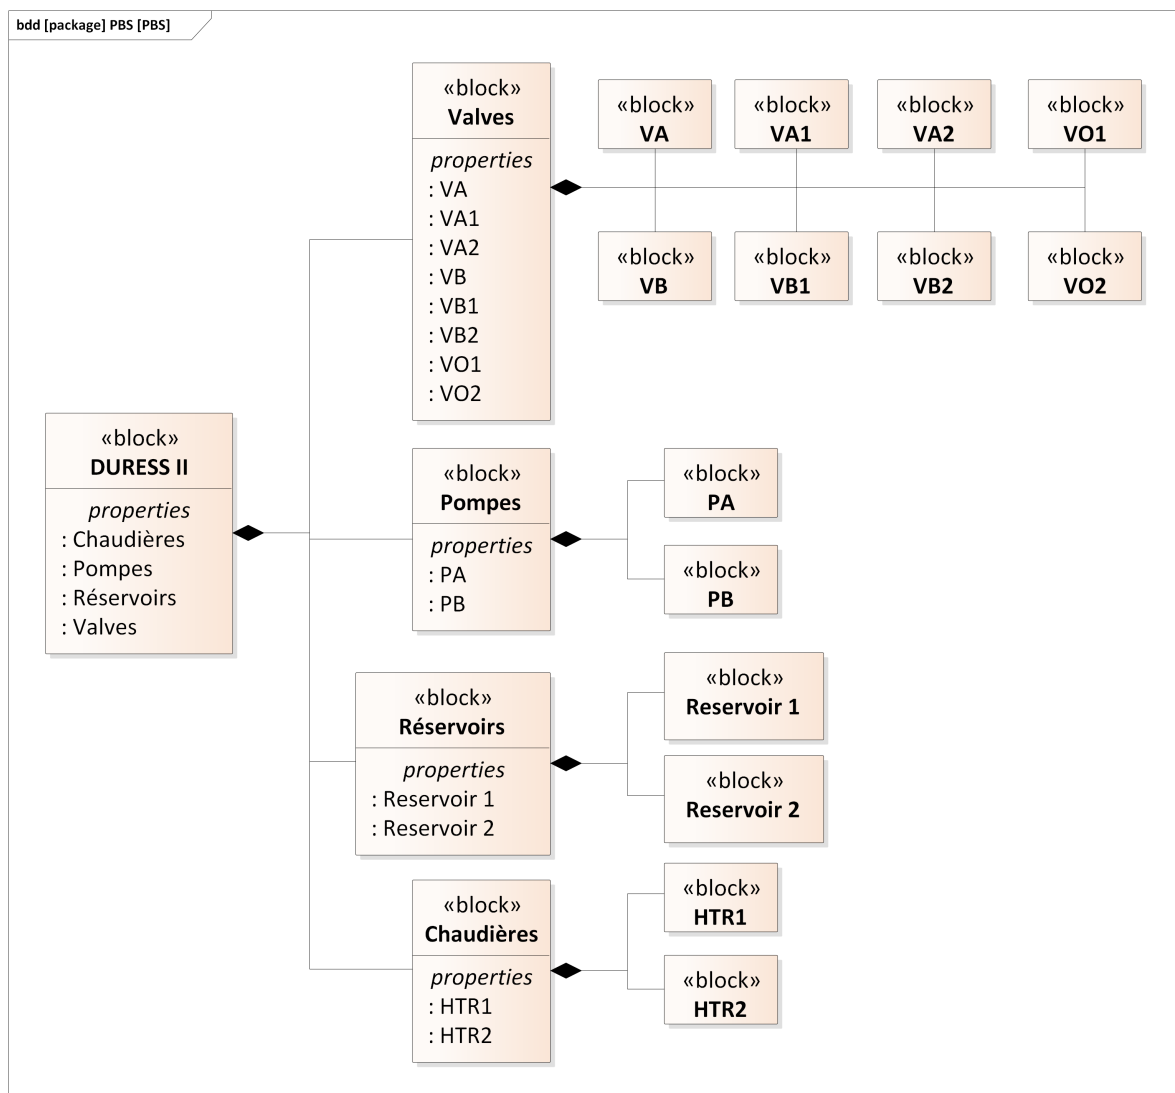 bdd [package] PBS [PBS]
«block»
Valves
properties
: VA
: VA1
: VA2
: VB
: VB1
: VB2
: VO1
: VO2
«block»
VA
«block»
VA1
«block»
VA2
«block»
VO1
«block»
VB
«block»
VB1
«block»
VB2
«block»
VO2
«block»
DURESS II
properties
: Chaudières
: Pompes
: Réservoirs
: Valves
«block»
Pompes
properties
: PA
: PB
«block»
PA
«block»
PB
«block»
Réservoirs
properties
: Reservoir 1
: Reservoir 2
«block»
Reservoir 1
«block»
Reservoir 2
«block»
Chaudières
properties
: HTR1
: HTR2
«block»
HTR1
«block»
HTR2